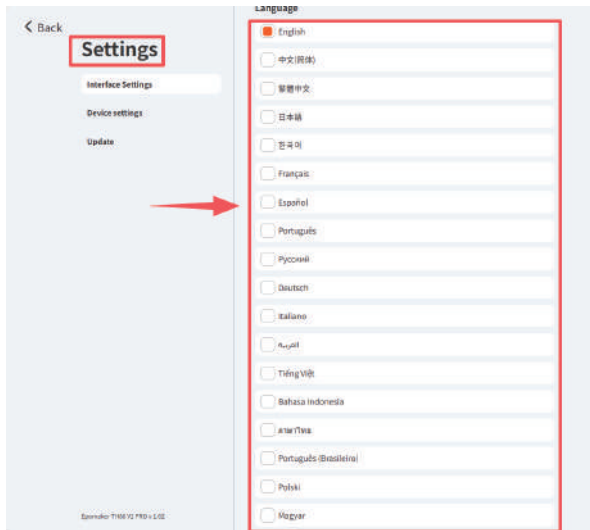 Back
Settings
Interface Settings
Device settings
Update
Language
English
中文(简体)
繁體中文
日本語
한국어
Français
Español
Português
Русский
Deutsch
Italiano
العربية
Tiếng Việt
Bahasa Indonesia
ภาษาไทย
Português (Brasileira)
Polski
Magyar